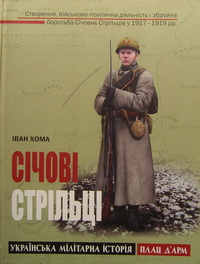 Створення, військово-політична діяльність і збройна
боротьба Січових Стрільців у 1917 - 1919 рр.
ІВАН ХОМА
СІЧОВІ
СТРІЛЬЦІ
УКРАЇНСЬКА МІЛІТАРНА ІСТОРІЯ ПЛАЦ Д'АРМ